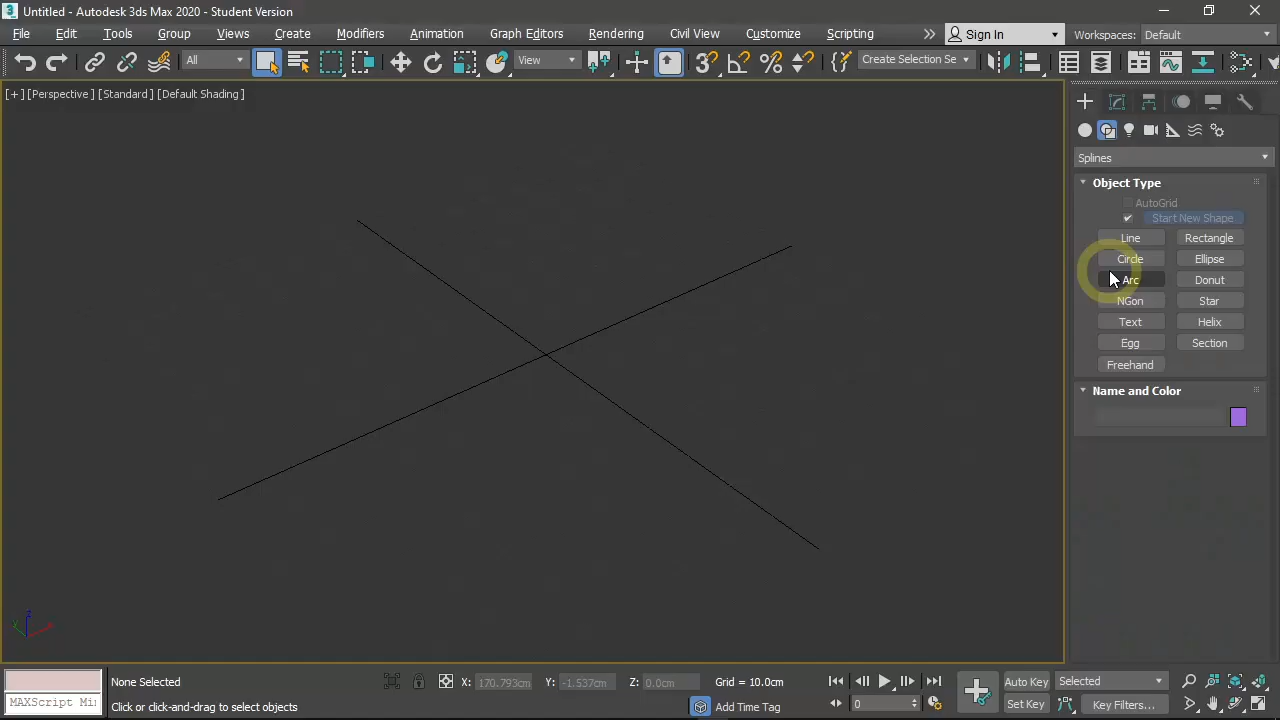 3 Untitled - Autodesk 3ds Max 2020 - Student Version
File Edit Tools Group Views Create Modifiers Animation Graph Editors Rendering Civil View Customize Scripting Sign In Workspaces: Default
All View Create Selection Se
[+] [Perspective] [Standard] [Default Shading]
Splines
Object Type
AutoGrid
Start New Shape
Line Rectangle
Circle Ellipse
Arc Donut
NGon Star
Text Helix
Egg Section
Freehand
Name and Color
z
x
None Selected X: 170.793cm Y: -1.537cm Z: 0.0cm Grid = 10.0cm Auto Key Selected
MAXScript Mi Click or click-and-drag to select objects Add Time Tag 0 Set Key Key Filters...